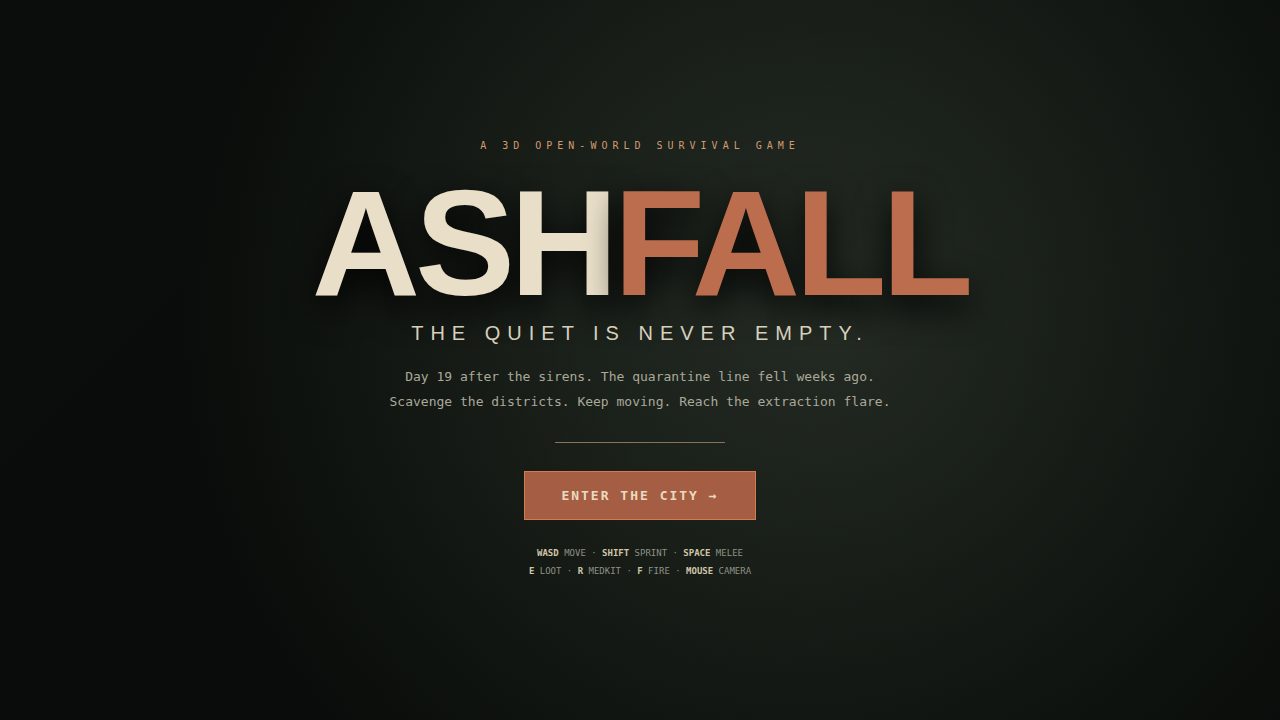 A 3D OPEN-WORLD SURVIVAL GAME
ASHFALL
THE QUIET IS NEVER EMPTY.
Day 19 after the sirens. The quarantine line fell weeks ago.
Scavenge the districts. Keep moving. Reach the extraction flare.
ENTER THE CITY →
WASD MOVE · SHIFT SPRINT · SPACE MELEE
E LOOT · R MEDKIT · F FIRE · MOUSE CAMERA